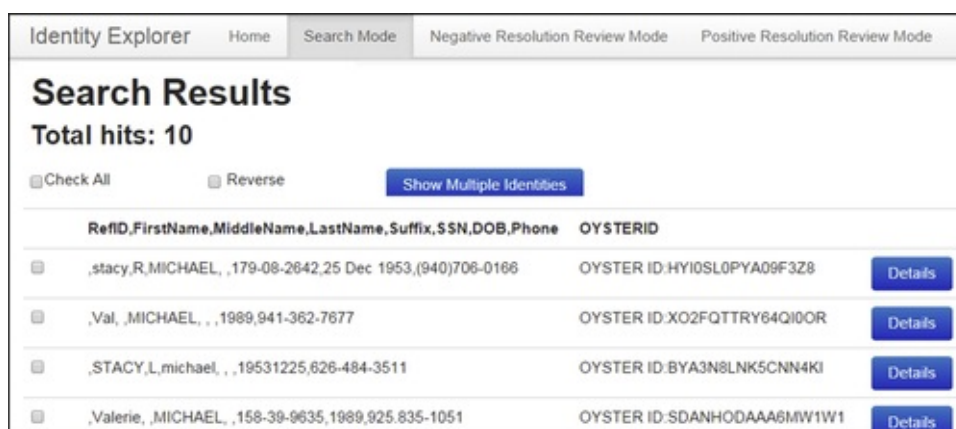 Identity Explorer Home Search Mode Negative Resolution Review Mode Positive Resolution Review Mode
Search Results
Total hits: 10
Check All Reverse Show Multiple Identities
RefID,FirstName,MiddleName,LastName,Suffix,SSN,DOB,Phone OYSTERID
,stacy,R,MICHAEL, ,179-08-2642,25 Dec 1953,(940)706-0166 OYSTER ID:HYI0SL0PYA09F3Z8 Details
,Val, ,MICHAEL, , ,1989,941-362-7677 OYSTER ID:XO2FQTTRY64QI0OR Details
,STACY,L,michael, , ,19531225,626-484-3511 OYSTER ID:BYA3N8LNK5CNN4KI Details
,Valerie, ,MICHAEL, ,158-39-9635,1989,925.835-1051 OYSTER ID:SDANHODAAA6MW1W1 Details